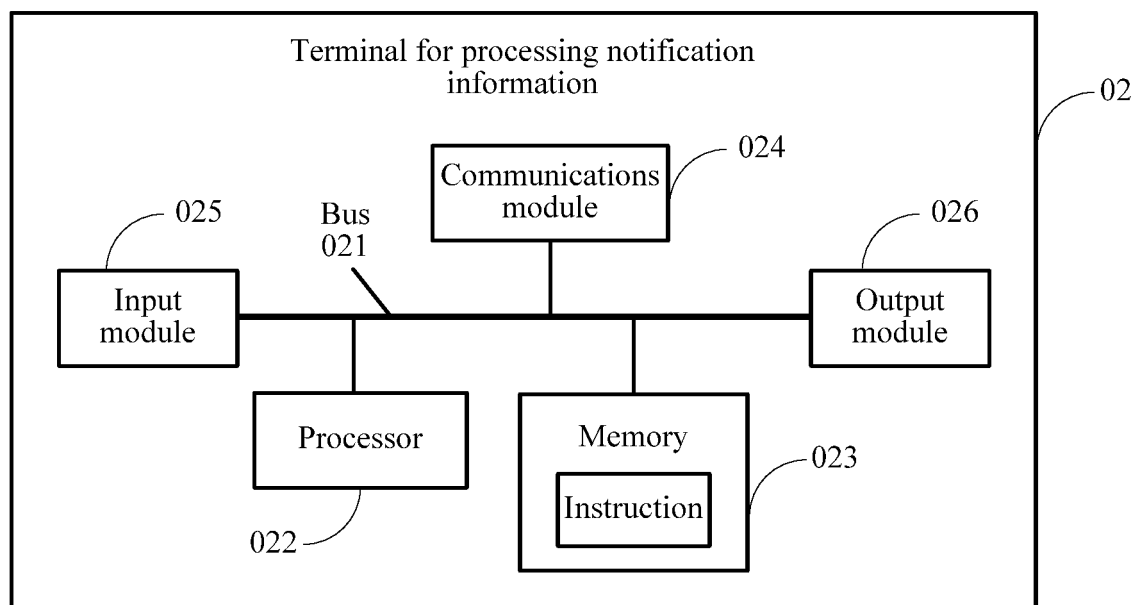 Terminal for processing notification
information
02
024
Communications
module
025
Bus
021
026
Input
module
Output
module
Processor
Memory
023
Instruction
022